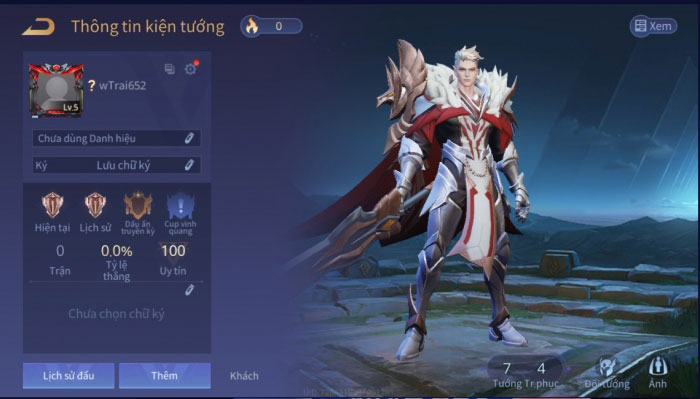 Thông tin kiện tướng
0
Xem
? wTrai652
Lv.5
Chưa dùng Danh hiệu
Ký Lưu chữ ký
Hiện tại
Lịch sử
Dấu ấn truyền kỳ
Cup vinh quang
0
Trận
0.0%
Tỷ lệ thắng
100
Uy tín
Chưa chọn chữ ký
Lịch sử đấu
Thêm
Khách
7 4
Tướng Tr phục
Đối tướng
Ảnh